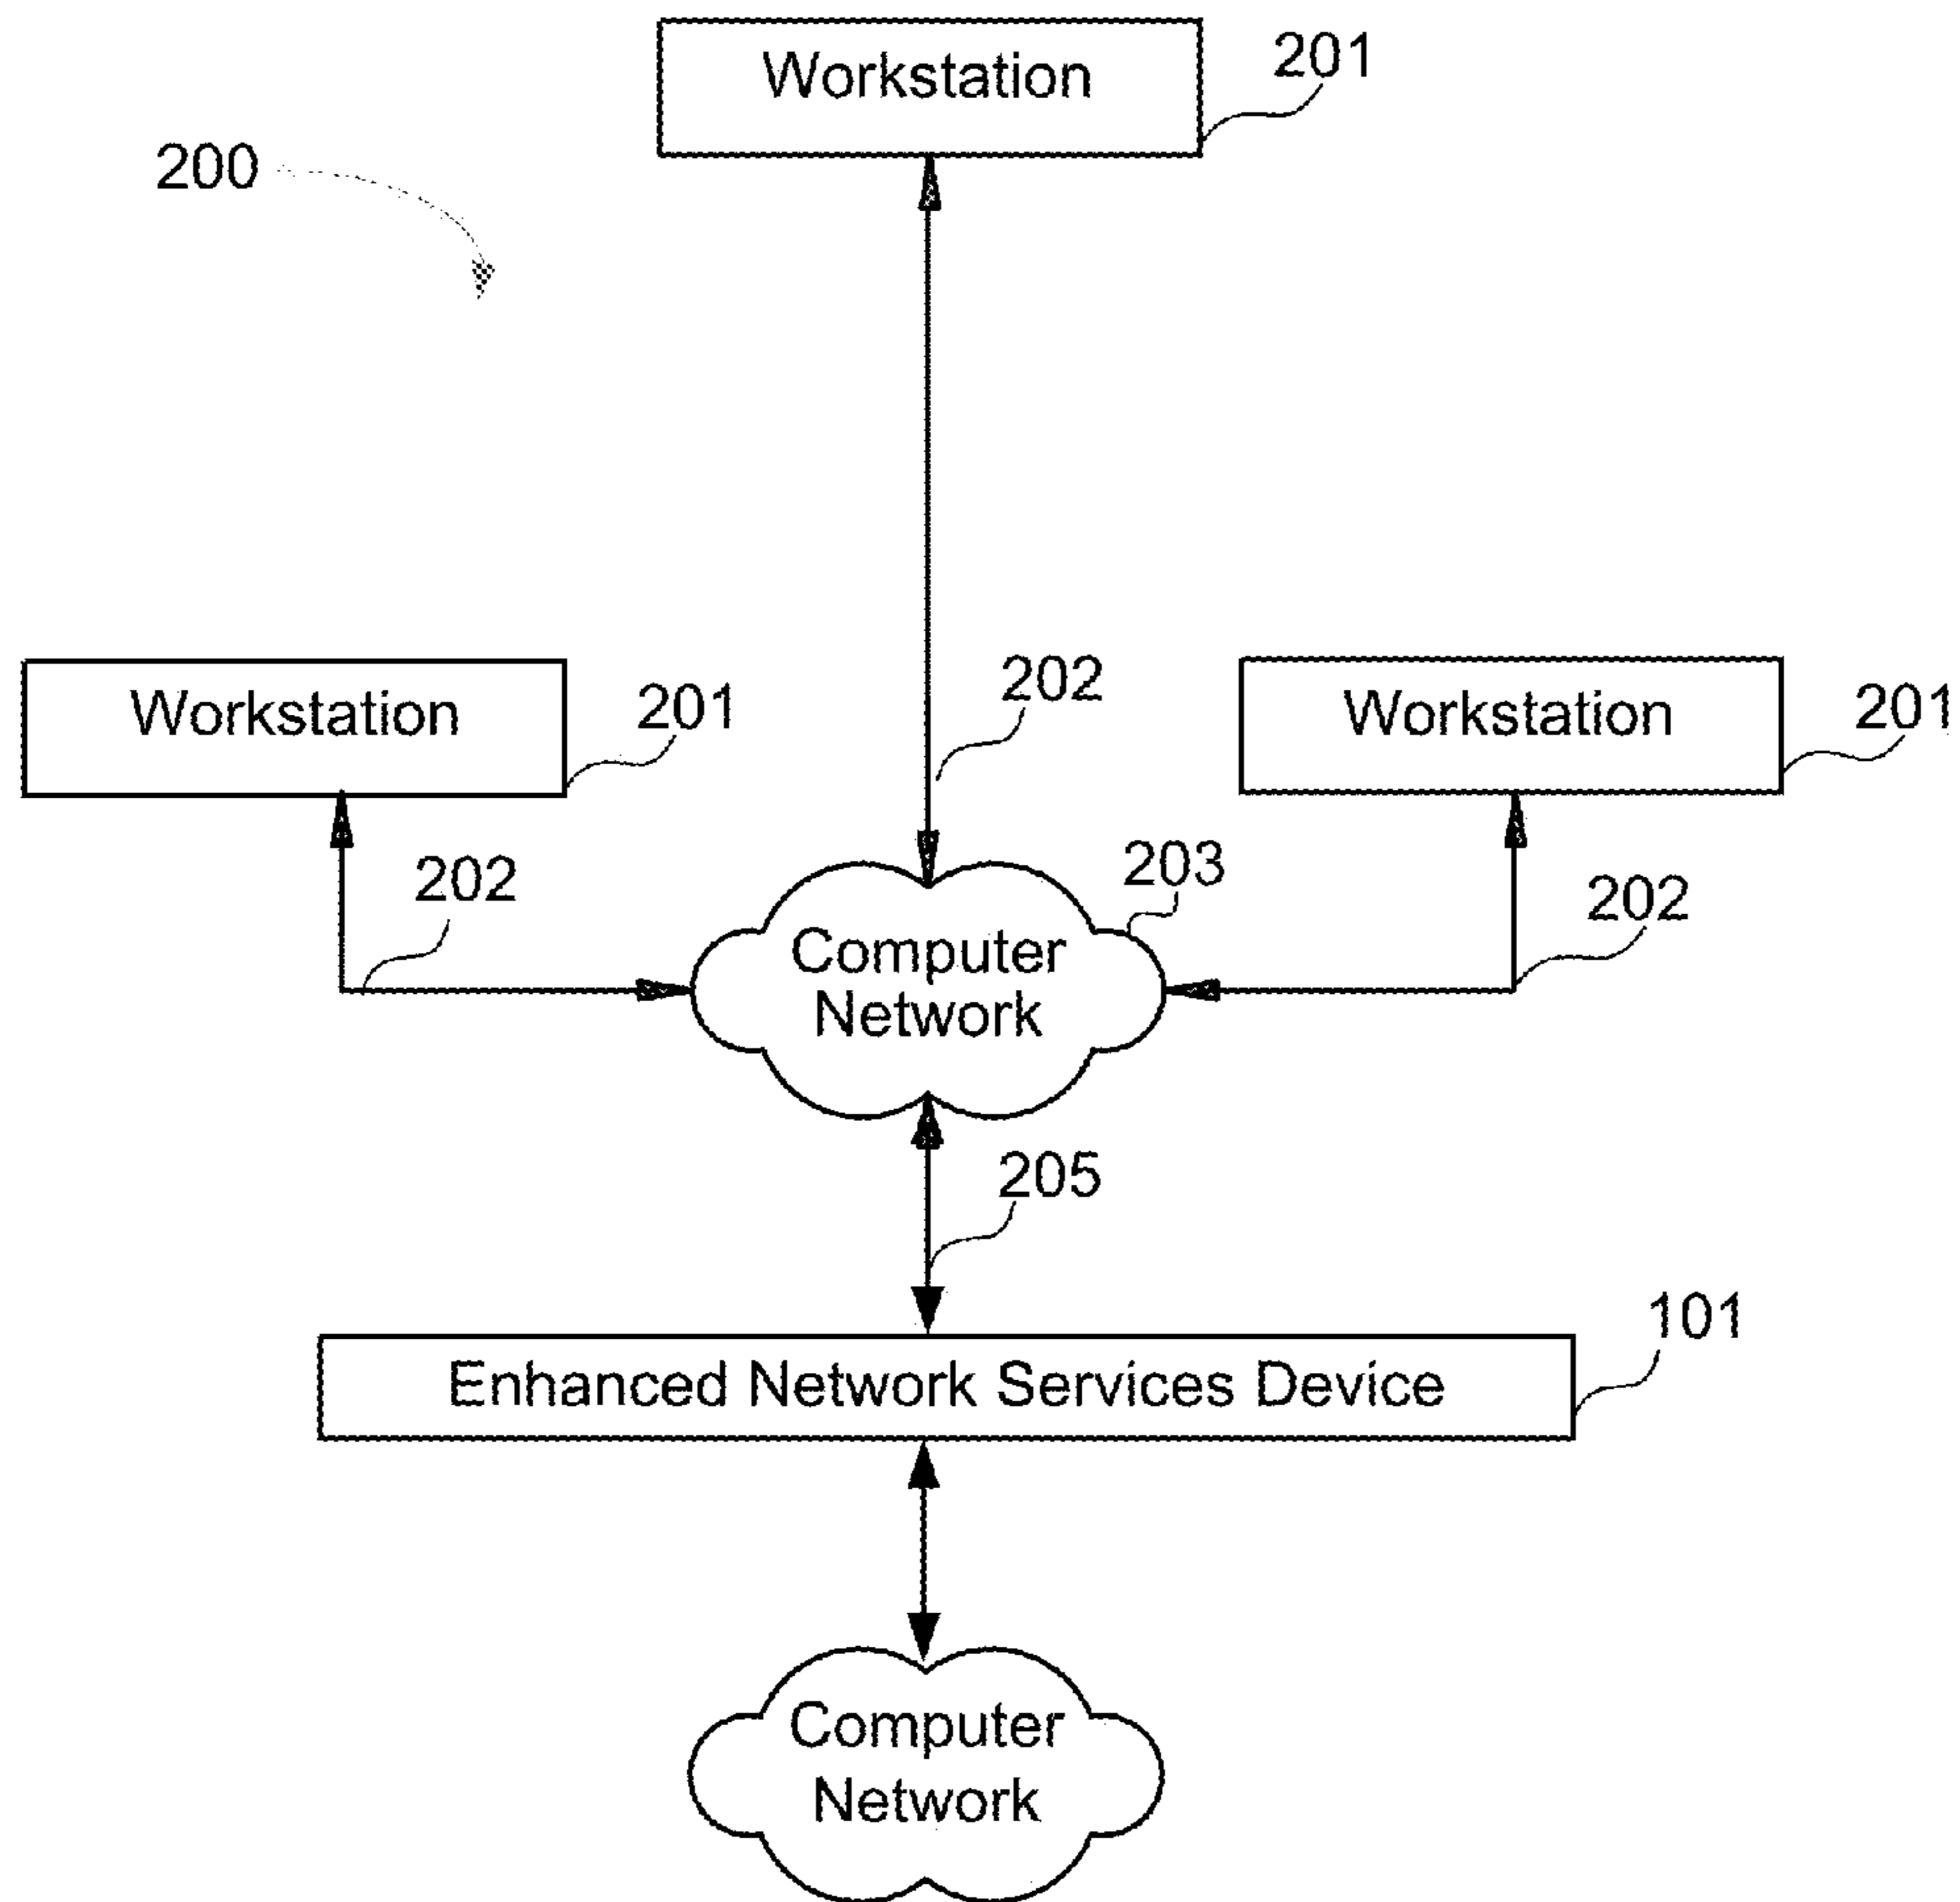 Workstation
201
200
202
Workstation
201
Workstation
201
202
203
202
Computer
Network
205
101
Enhanced Network Services Device
Computer
Network